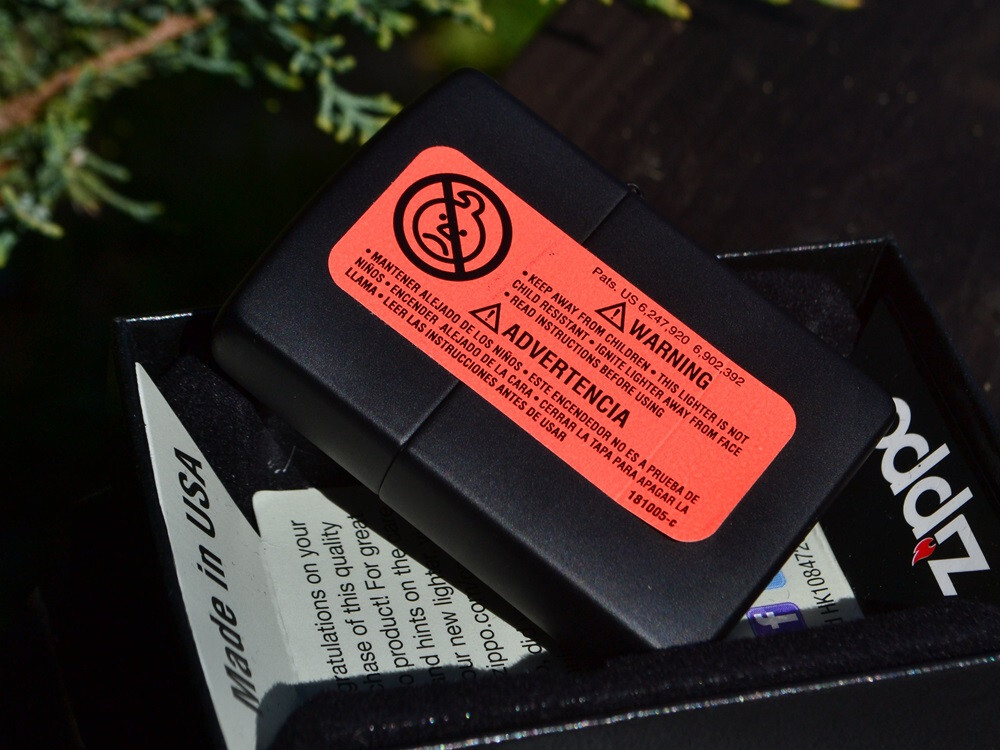 Pats. US 6,247,920 6,902,392
WARNING
• KEEP AWAY FROM CHILDREN • THIS LIGHTER IS NOT
CHILD RESISTANT • IGNITE LIGHTER AWAY FROM FACE
• READ INSTRUCTIONS BEFORE USING
ADVERTENCIA
• MANTENER ALEJADO DE LOS NIÑOS • ESTE ENCENDEDOR NO ES A PRUEBA DE
NIÑOS • ENCENDER ALEJADO DE LA CARA • CERRAR LA TAPA PARA APAGAR LA
LLAMA • LEER LAS INSTRUCCIONES ANTES DE USAR
181005-c
Made in USA
gratulations on your
hase of this quality
product! For great
nd hints on the
ur new light
zippo.co
zippo
f
HK108472